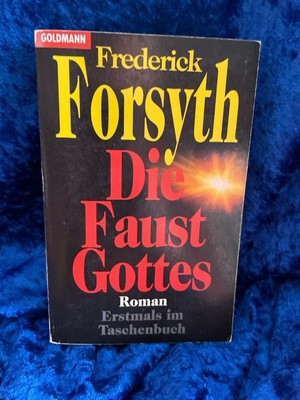 GOLDMANN
Frederick
Forsyth
Die
Faust
Gottes
Roman
Erstmals im
Taschenbuch